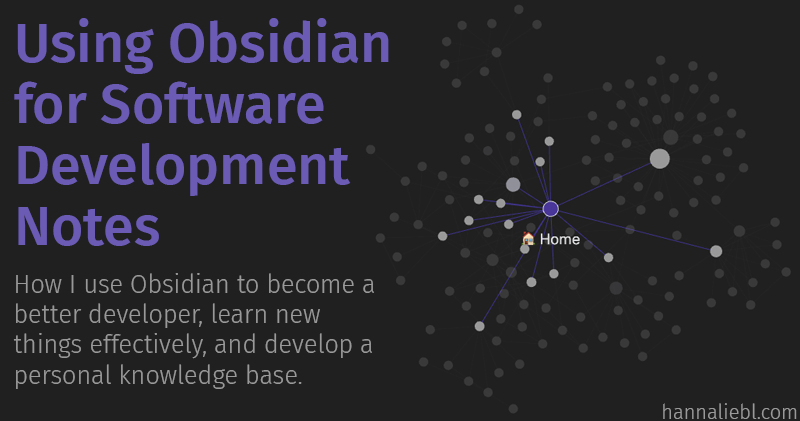 Using Obsidian
for Software
Development
Notes
How I use Obsidian to become a
better developer, learn new
things effectively, and develop a
personal knowledge base.
🏠 Home
hannaliebl.com